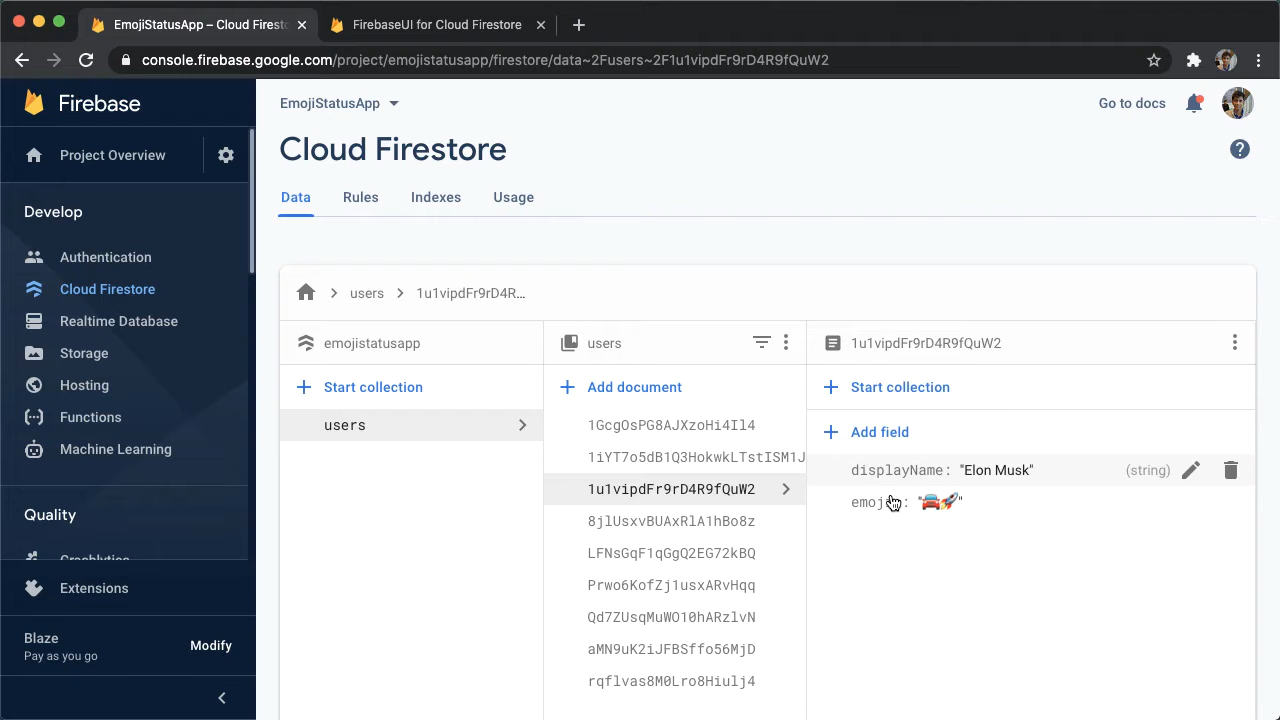 EmojiStatusApp – Cloud Firest
FirebaseUI for Cloud Firestore
console.firebase.google.com/project/emojistatusapp/firestore/data~2Fusers~2F1u1vipdFr9rD4R9fQuW2
Firebase
Project Overview
Develop
Authentication
Cloud Firestore
Realtime Database
Storage
Hosting
Functions
Machine Learning
Quality
Crashlytics
Extensions
Blaze
Pay as you go
Modify
EmojiStatusApp
Go to docs
Cloud Firestore
Data Rules Indexes Usage
users 1u1vipdFr9rD4R...
emojistatusapp
Start collection
users
users
Add document
1GcgOsPG8AJXzoHi4Il4
1iYT7o5dB1Q3HokwkLTstISM1J
1u1vipdFr9rD4R9fQuW2
8jlUsxvBUAxRlA1hBo8z
LFNsGqF1qGgQ2EG72kBQ
Prwo6KofZj1usxARvHqq
Qd7ZUsqMuWO10hARzlvN
aMN9uK2iJFBSffo56MjD
rqflvas8M0Lro8Hiulj4
1u1vipdFr9rD4R9fQuW2
Start collection
Add field
displayName: "Elon Musk" (string)
: "🚘🚀"